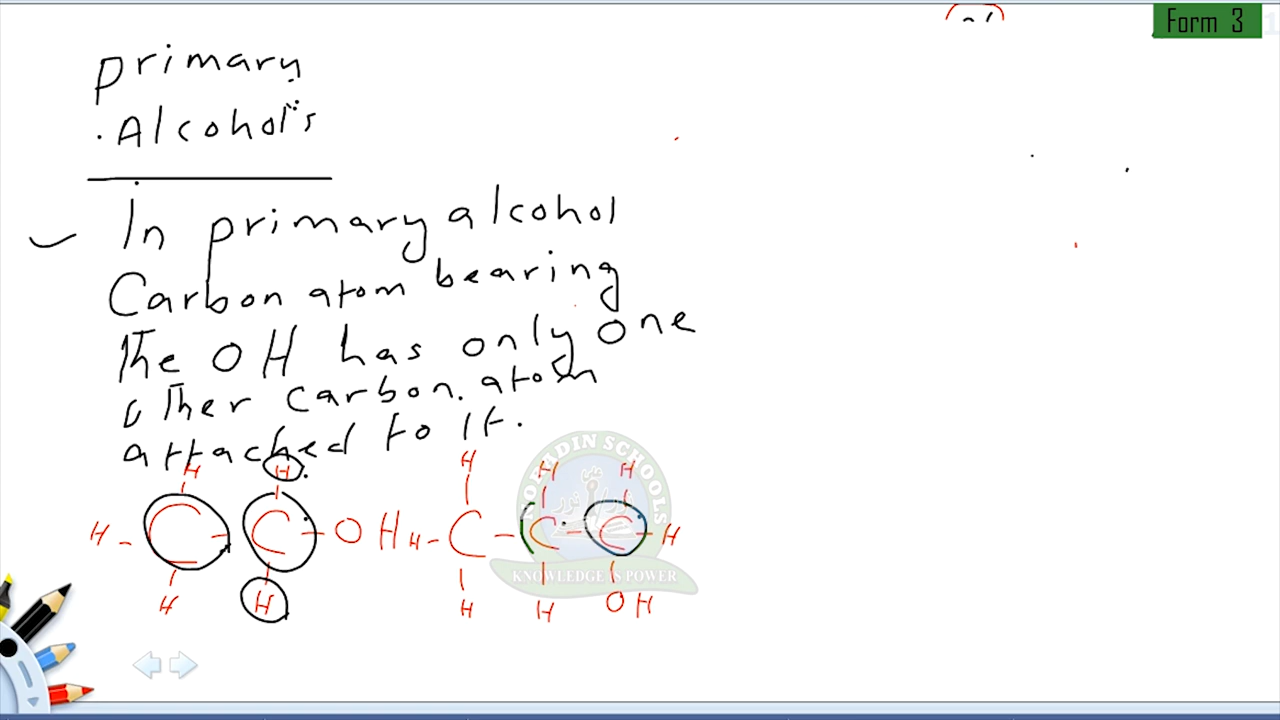 Form 3
primary
Alcohol's
In primary alcohol
Carbon atom bearing
The OH has only one
other carbon atom
attached to it.
H H H H H
H - C - C - OH H - C - C - C - H
H H H H OH
KNOWLEDGE IS POWER